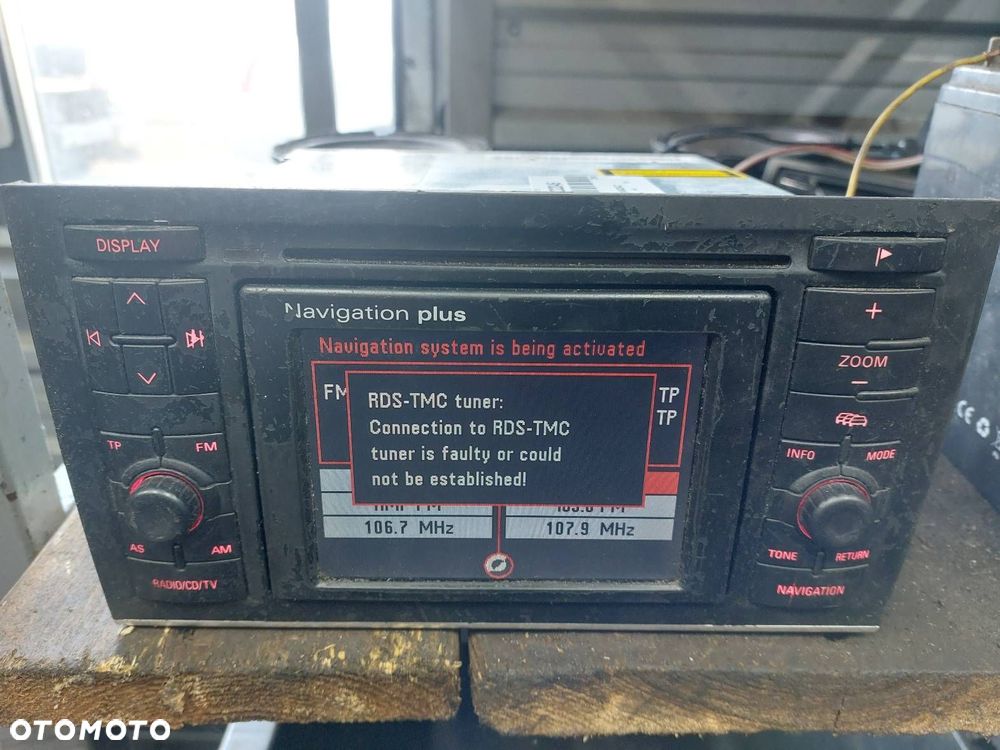 DISPLAY
Navigation plus
Navigation system is being activated
FM
TP
TP
RDS-TMC tuner:
Connection to RDS-TMC
tuner is faulty or could
not be established!
106.7 MHz
107.9 MHz
+
ZOOM
−
TP
FM
INFO
MODE
AS
AM
TONE
RETURN
RADIO/CD/TV
NAVIGATION
CE
OTOMOTO